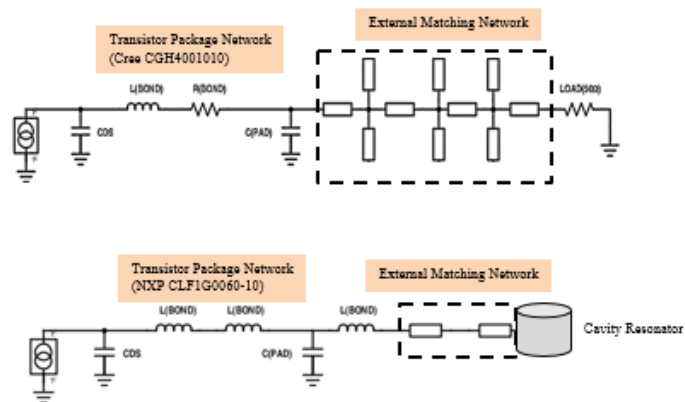 External Matching Network
Transistor Package Network
(Cree CGH4001010)
L(BOND)
R(BOND)
LOAD(50Ω)
CDS
C(PAD)
Transistor Package Network
(NXP CLF1G0060-10)
External Matching Network
L(BOND)
L(BOND)
L(BOND)
CDS
C(PAD)
Cavity Resonator